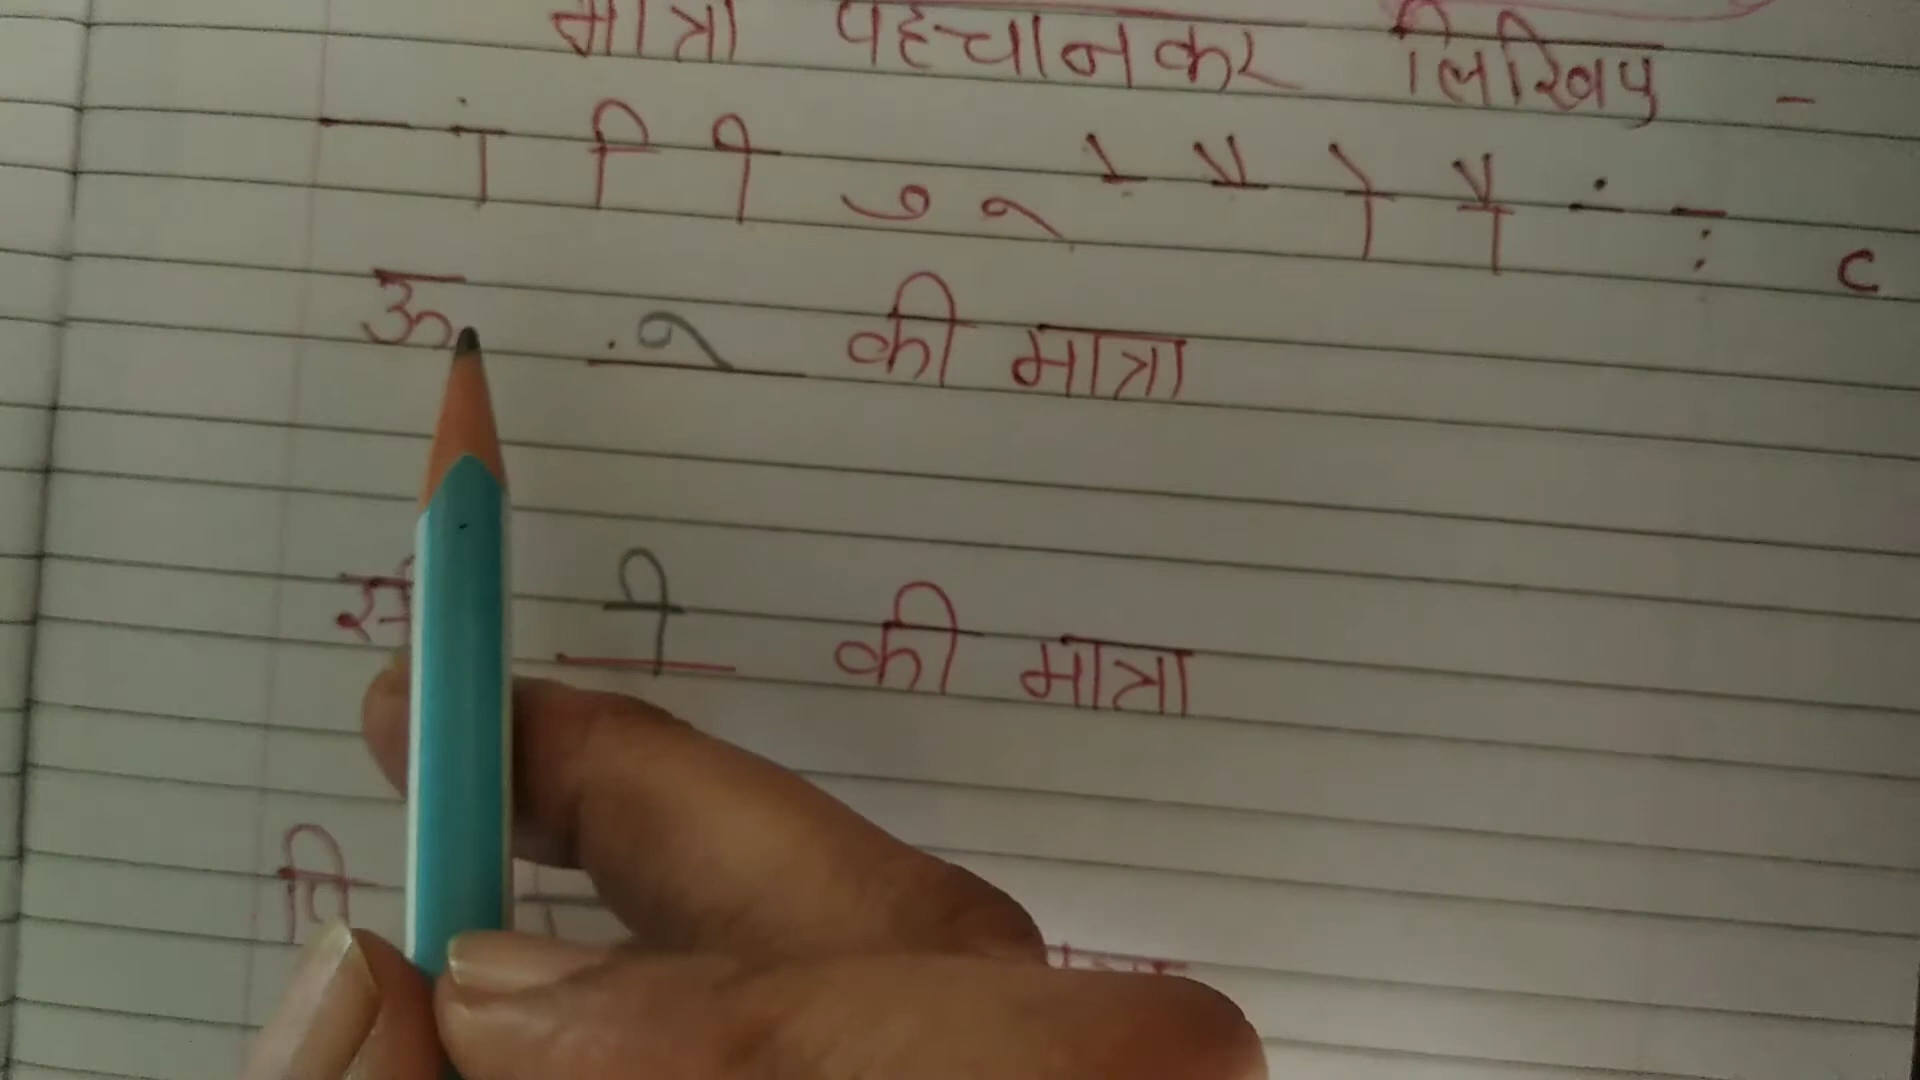 मात्रा पहचानकर लिखिए -
ा ि ी ु ू े ै ो ौ ं ः
ऊ ू की मात्रा
ी की मात्रा